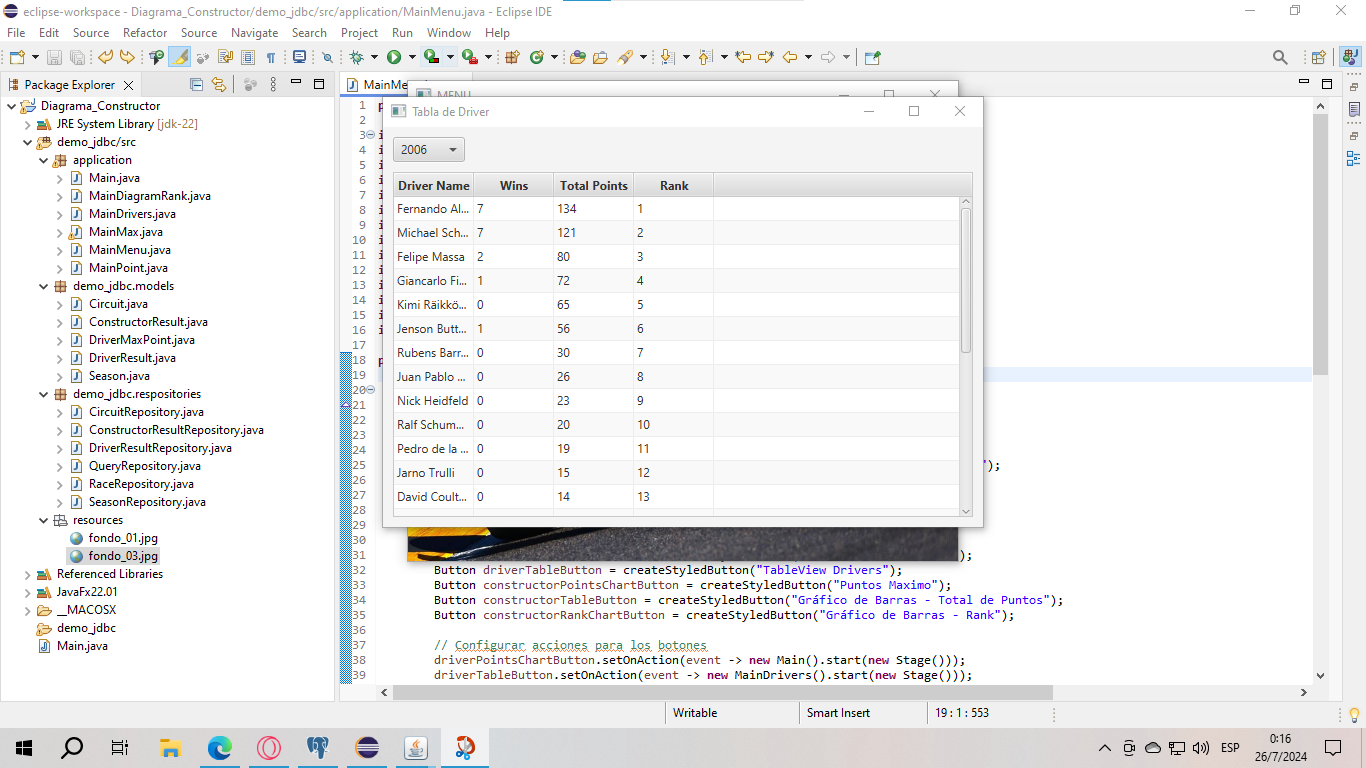 eclipse-workspace - Diagrama_Constructor/demo_jdbc/src/application/MainMenu.java - Eclipse IDE
File Edit Source Refactor Source Navigate Search Project Run Window Help
Package Explorer
Diagrama_Constructor
JRE System Library [jdk-22]
demo_jdbc/src
application
Main.java
MainDiagramRank.java
MainDrivers.java
MainMax.java
MainMenu.java
MainPoint.java
demo_jdbc.models
Circuit.java
ConstructorResult.java
DriverMaxPoint.java
DriverResult.java
Season.java
demo_jdbc.respositories
CircuitRepository.java
ConstructorResultRepository.java
DriverResultRepository.java
QueryRepository.java
RaceRepository.java
SeasonRepository.java
resources
fondo_01.jpg
fondo_03.jpg
Referenced Libraries
JavaFx22.01
__MACOSX
demo_jdbc
Main.java
MainMe
MENU
Tabla de Driver
2006
Driver Name Wins Total Points Rank
Fernando Al... 7 134 1
Michael Sch... 7 121 2
Felipe Massa 2 80 3
Giancarlo Fi... 1 72 4
Kimi Räikkö... 0 65 5
Jenson Butt... 1 56 6
Rubens Barr... 0 30 7
Juan Pablo ... 0 26 8
Nick Heidfeld 0 23 9
Ralf Schum... 0 20 10
Pedro de la ... 0 19 11
Jarno Trulli 0 15 12
David Coult... 0 14 13
1
2
3
4
5
6
7
8
9
10
11
12
13
14
15
16
17
18
19
20
21
22
23
24
25 ");
26
27
28
29
30
31 );
32 Button driverTableButton = createStyledButton("TableView Drivers");
33 Button constructorPointsChartButton = createStyledButton("Puntos Maximo");
34 Button constructorTableButton = createStyledButton("Gráfico de Barras - Total de Puntos");
35 Button constructorRankChartButton = createStyledButton("Gráfico de Barras - Rank");
36
37 // Configurar acciones para los botones
38 driverPointsChartButton.setOnAction(event -> new Main().start(new Stage()));
39 driverTableButton.setOnAction(event -> new MainDrivers().start(new Stage()));
Writable Smart Insert 19 : 1 : 553
ESP
0:16
26/7/2024